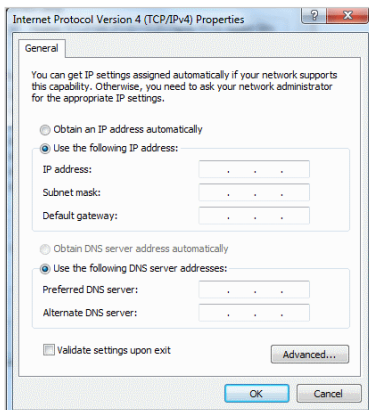 Internet Protocol Version 4 (TCP/IPv4) Properties
General
You can get IP settings assigned automatically if your network supports
this capability. Otherwise, you need to ask your network administrator
for the appropriate IP settings.
Obtain an IP address automatically
Use the following IP address:
IP address:
Subnet mask:
Default gateway:
Obtain DNS server address automatically
Use the following DNS server addresses:
Preferred DNS server:
Alternate DNS server:
Validate settings upon exit
Advanced...
OK Cancel